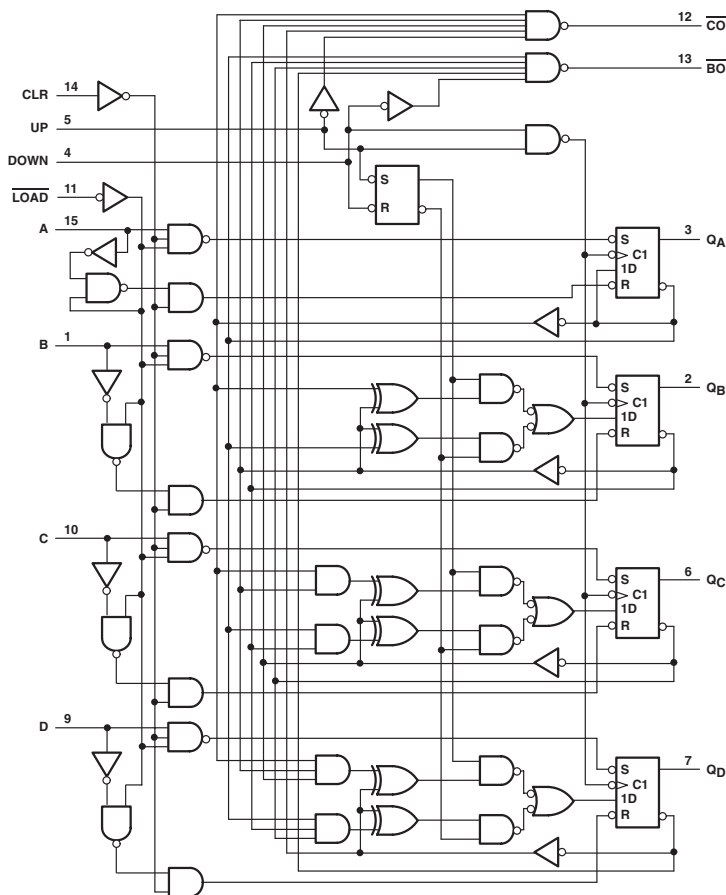 12 CO
13 BO
CLR 14
UP 5
DOWN 4
LOAD 11
S
R
A 15
S
C1
1D
R
3 QA
B 1
S
C1
1D
R
2 QB
C 10
S
C1
1D
R
6 QC
D 9
S
C1
1D
R
7 QD